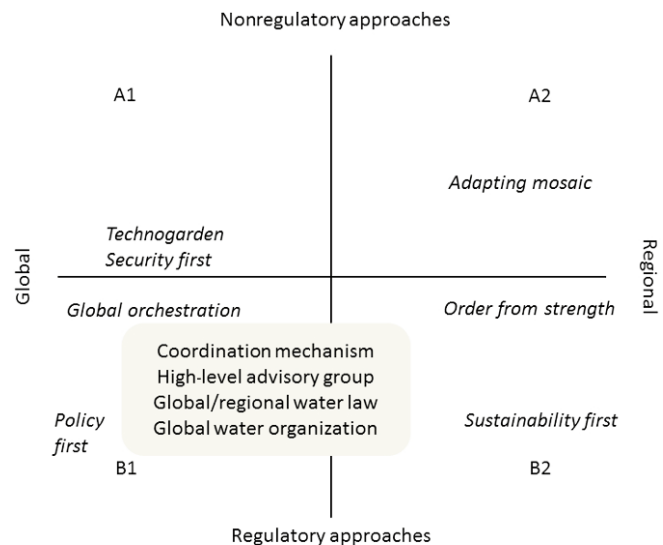 Nonregulatory approaches
A1
A2
Adapting mosaic
Technogarden
Security first
Global
Regional
Global orchestration
Order from strength
Coordination mechanism
High-level advisory group
Global/regional water law
Global water organization
Policy
first
Sustainability first
B1
B2
Regulatory approaches